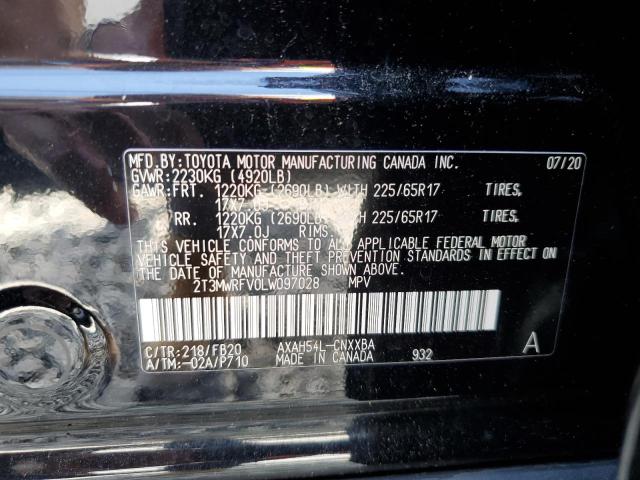 MFD.BY:TOYOTA MOTOR MANUFACTURING CANADA INC. 07/20
GVWR:2230KG (4920LB)
GAWR:FRT. 1220KG (2690LB) WITH 225/65R17 TIRES,
17X7.0J
RR. 1220KG (2690LB) WITH 225/65R17 TIRES,
17X7.0J RIMS.
THIS VEHICLE CONFORMS TO ALL APPLICABLE FEDERAL MOTOR
VEHICLE SAFETY AND THEFT PREVENTION STANDARDS IN EFFECT ON
THE DATE OF MANUFACTURE SHOWN ABOVE.
2T3MWRFV0LW097028 MPV
C/TR:218/FB20 AXAH54L-CNXXBA
A/TM:-02A/P710 MADE IN CANADA 932 A